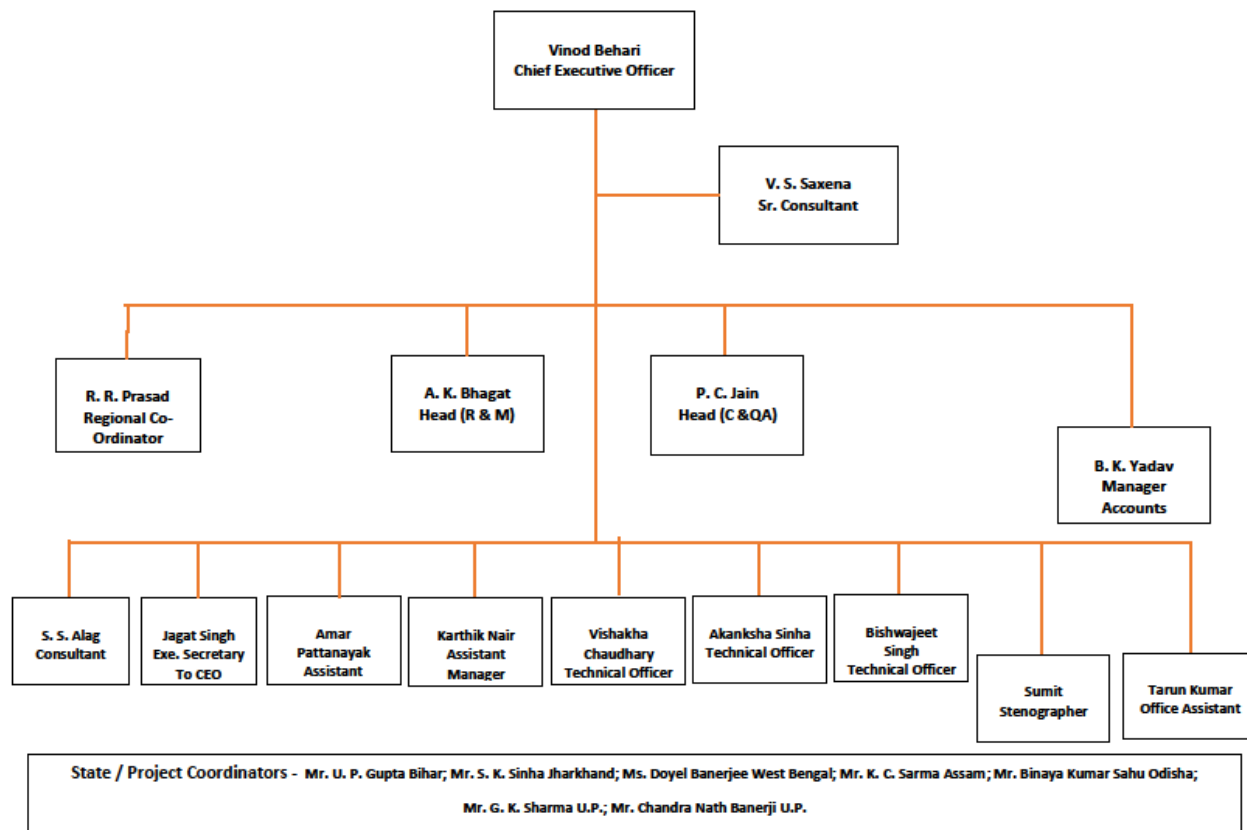 Vinod Behari
Chief Executive Officer
V. S. Saxena
Sr. Consultant
R. R. Prasad
Regional Co-
Ordinator
A. K. Bhagat
Head (R & M)
P. C. Jain
Head (C &QA)
B. K. Yadav
Manager
Accounts
S. S. Alag
Consultant
Jagat Singh
Exe. Secretary
To CEO
Amar
Pattanayak
Assistant
Karthik Nair
Assistant
Manager
Vishakha
Chaudhary
Technical Officer
Akanksha Sinha
Technical Officer
Bishwajeet
Singh
Technical Officer
Sumit
Stenographer
Tarun Kumar
Office Assistant
State / Project Coordinators - Mr. U. P. Gupta Bihar; Mr. S. K. Sinha Jharkhand; Ms. Doyel Banerjee West Bengal; Mr. K. C. Sarma Assam; Mr. Binaya Kumar Sahu Odisha;
Mr. G. K. Sharma U.P.; Mr. Chandra Nath Banerji U.P.